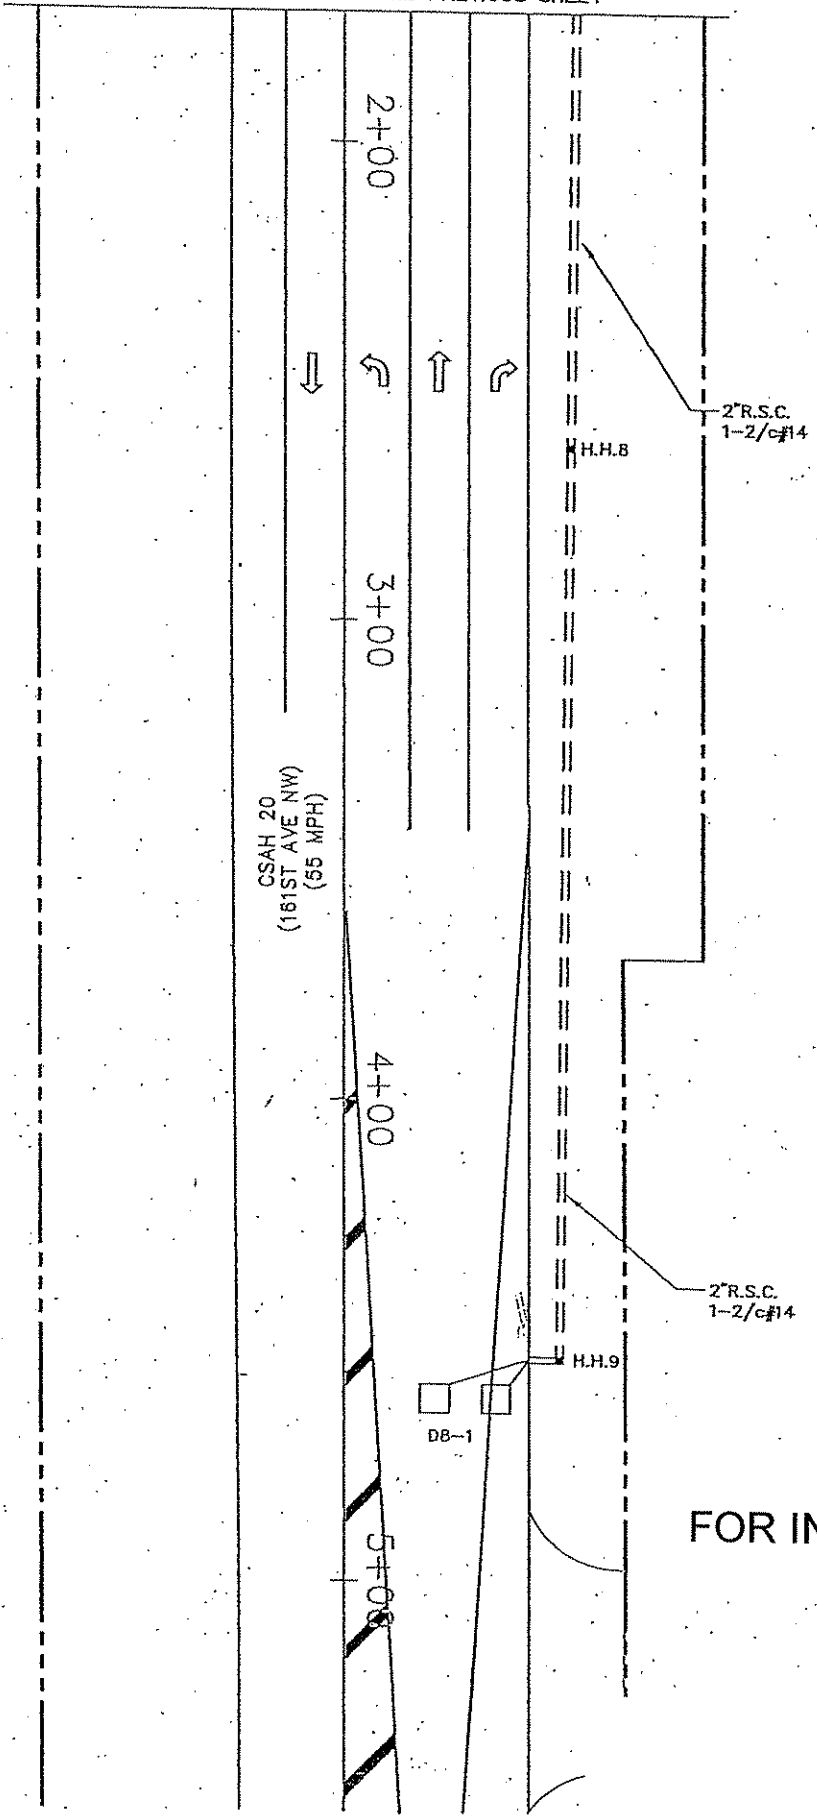 2+00
2"R.S.C.
1-2/c#14
H.H.8
3+00
CSAH 20
(161ST AVE NW)
(55 MPH)
4+00
2"R.S.C.
1-2/c#14
H.H.9
D8-1
FOR IN
5+00